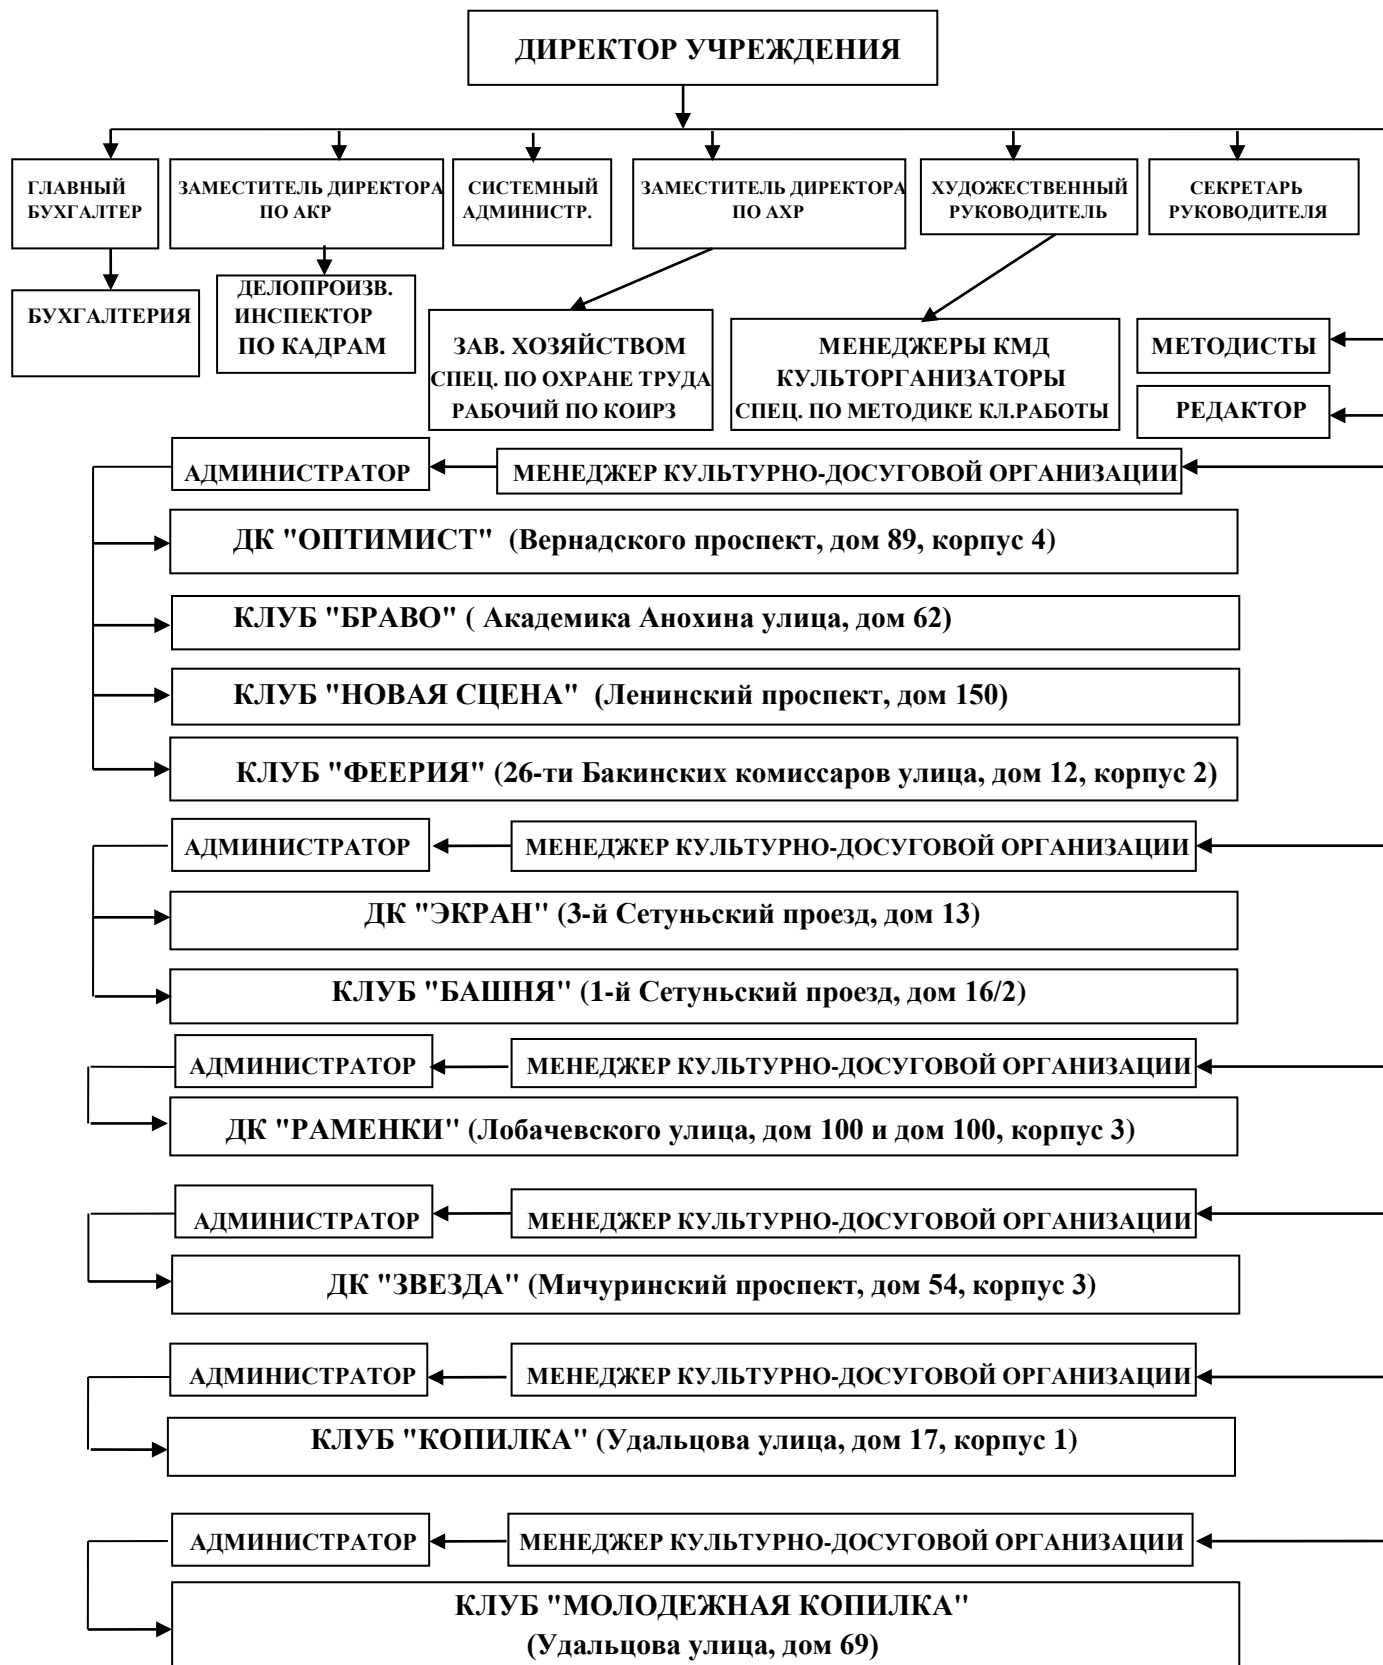 ДИРЕКТОР УЧРЕЖДЕНИЯ
ГЛАВНЫЙ
БУХГАЛТЕР
ЗАМЕСТИТЕЛЬ ДИРЕКТОРА
ПО АКР
СИСТЕМНЫЙ
АДМИНИСТР.
ЗАМЕСТИТЕЛЬ ДИРЕКТОРА
ПО АХР
ХУДОЖЕСТВЕННЫЙ
РУКОВОДИТЕЛЬ
СЕКРЕТАРЬ
РУКОВОДИТЕЛЯ
БУХГАЛТЕРИЯ
ДЕЛОПРОИЗВ.
ИНСПЕКТОР
ПО КАДРАМ
ЗАВ. ХОЗЯЙСТВОМ
СПЕЦ. ПО ОХРАНЕ ТРУДА
РАБОЧИЙ ПО КОИРЗ
МЕНЕДЖЕРЫ КМД
КУЛЬТОРГАНИЗАТОРЫ
СПЕЦ. ПО МЕТОДИКЕ КЛ.РАБОТЫ
МЕТОДИСТЫ
РЕДАКТОР
АДМИНИСТРАТОР
МЕНЕДЖЕР КУЛЬТУРНО-ДОСУГОВОЙ ОРГАНИЗАЦИИ
ДК "ОПТИМИСТ" (Вернадского проспект, дом 89, корпус 4)
КЛУБ "БРАВО" ( Академика Анохина улица, дом 62)
КЛУБ "НОВАЯ СЦЕНА" (Ленинский проспект, дом 150)
КЛУБ "ФЕЕРИЯ" (26-ти Бакинских комиссаров улица, дом 12, корпус 2)
АДМИНИСТРАТОР
МЕНЕДЖЕР КУЛЬТУРНО-ДОСУГОВОЙ ОРГАНИЗАЦИИ
ДК "ЭКРАН" (3-й Сетуньский проезд, дом 13)
КЛУБ "БАШНЯ" (1-й Сетуньский проезд, дом 16/2)
АДМИНИСТРАТОР
МЕНЕДЖЕР КУЛЬТУРНО-ДОСУГОВОЙ ОРГАНИЗАЦИИ
ДК "РАМЕНКИ" (Лобачевского улица, дом 100 и дом 100, корпус 3)
АДМИНИСТРАТОР
МЕНЕДЖЕР КУЛЬТУРНО-ДОСУГОВОЙ ОРГАНИЗАЦИИ
ДК "ЗВЕЗДА" (Мичуринский проспект, дом 54, корпус 3)
АДМИНИСТРАТОР
МЕНЕДЖЕР КУЛЬТУРНО-ДОСУГОВОЙ ОРГАНИЗАЦИИ
КЛУБ "КОПИЛКА" (Удальцова улица, дом 17, корпус 1)
АДМИНИСТРАТОР
МЕНЕДЖЕР КУЛЬТУРНО-ДОСУГОВОЙ ОРГАНИЗАЦИИ
КЛУБ "МОЛОДЕЖНАЯ КОПИЛКА"
(Удальцова улица, дом 69)